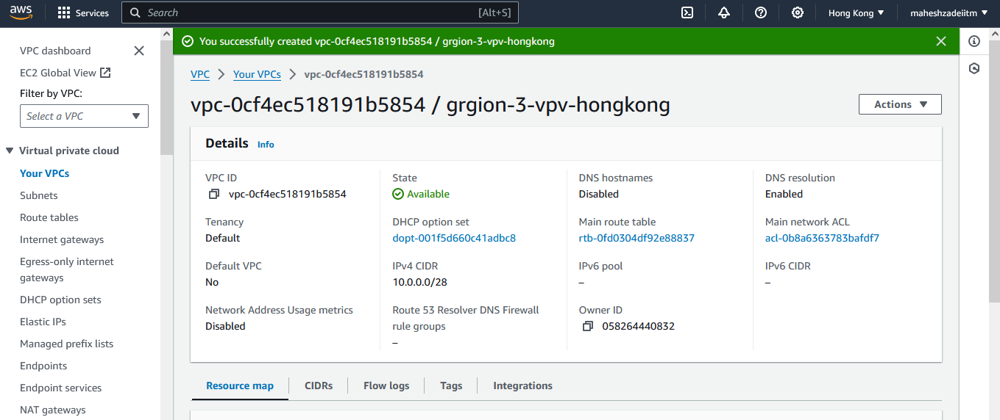 aws
Services
Search
[Alt+S]
Hong Kong
maheshzadeiitm
VPC dashboard
EC2 Global View
Filter by VPC:
Select a VPC
Virtual private cloud
Your VPCs
Subnets
Route tables
Internet gateways
Egress-only internet
gateways
DHCP option sets
Elastic IPs
Managed prefix lists
Endpoints
Endpoint services
NAT gateways
You successfully created vpc-0cf4ec518191b5854 / grgion-3-vpv-hongkong
VPC
Your VPCs
vpc-0cf4ec518191b5854
vpc-0cf4ec518191b5854 / grgion-3-vpv-hongkong
Actions
Details
Info
VPC ID
vpc-0cf4ec518191b5854
State
Available
DNS hostnames
Disabled
DNS resolution
Enabled
Tenancy
Default
DHCP option set
dopt-001f5d660c41adbc8
Main route table
rtb-0fd0304df92e88837
Main network ACL
acl-0b8a6363783bafdf7
Default VPC
No
IPv4 CIDR
10.0.0.0/28
IPv6 pool
–
IPv6 CIDR
–
Network Address Usage metrics
Disabled
Route 53 Resolver DNS Firewall
rule groups
–
Owner ID
058264440832
Resource map
CIDRs
Flow logs
Tags
Integrations